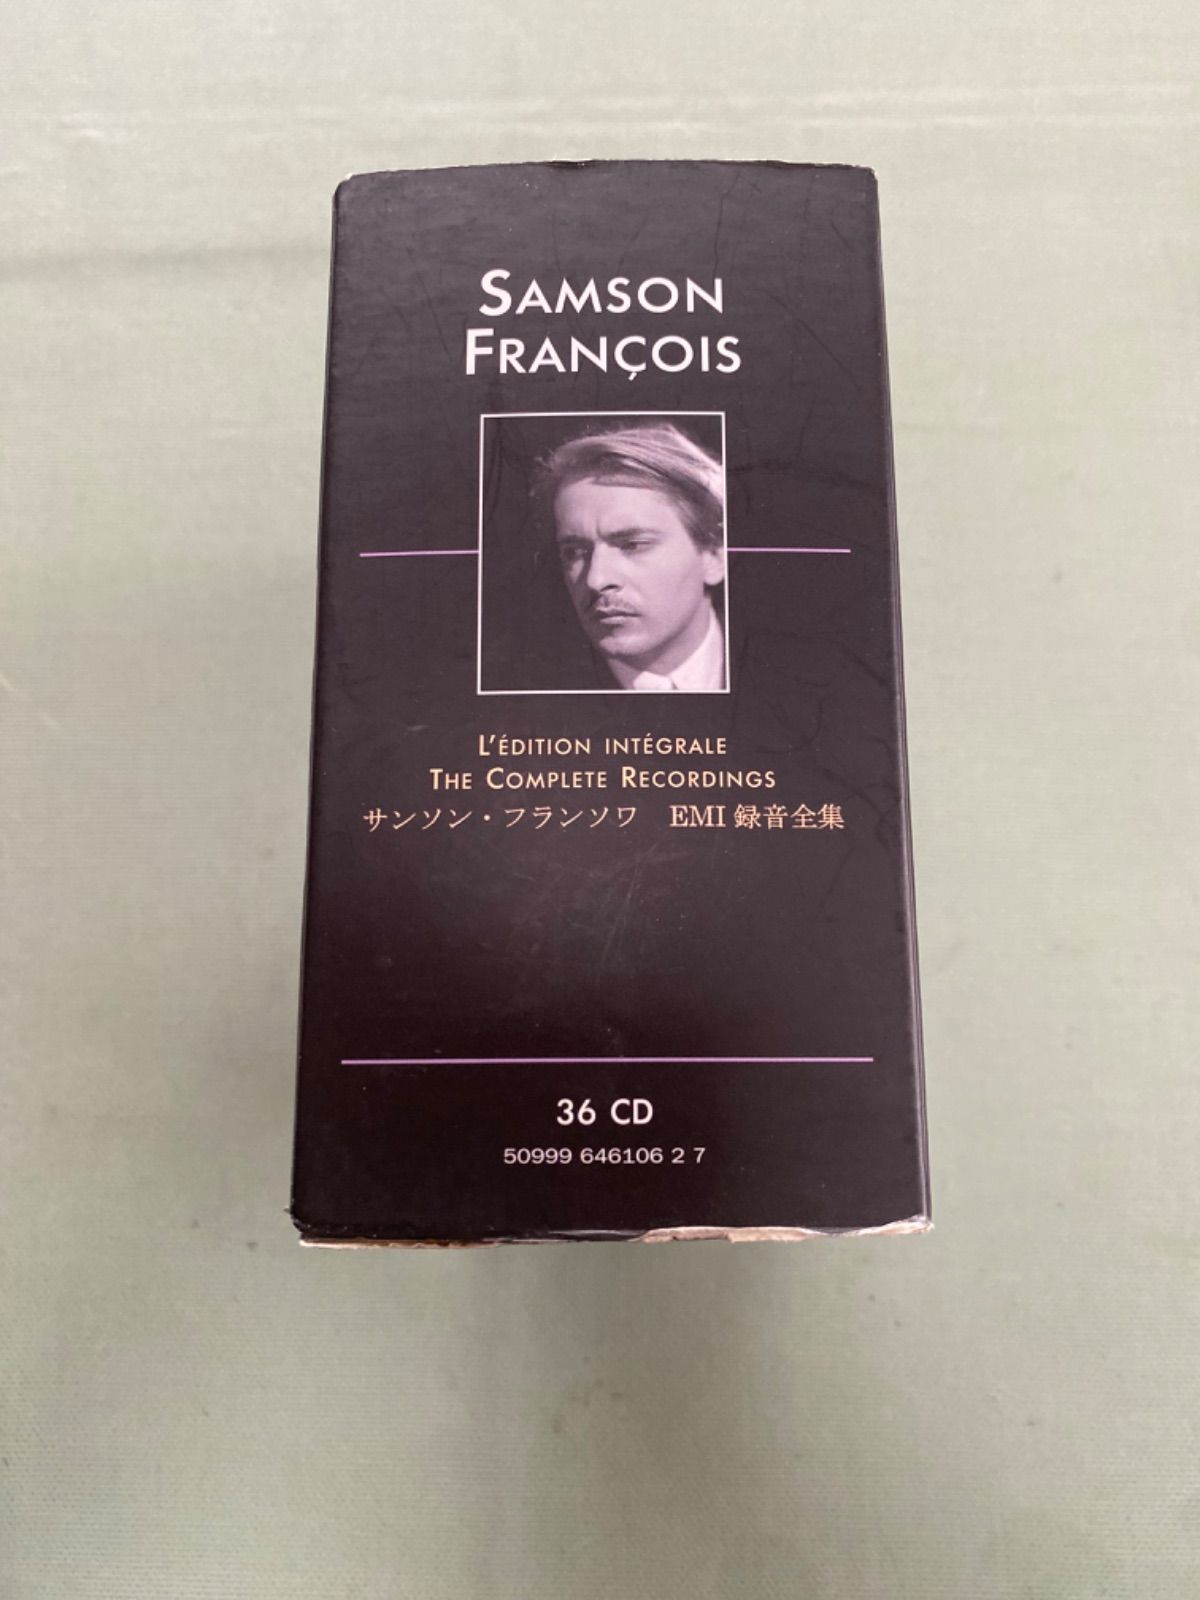 SAMSON
FRANÇOIS
L'ÉDITION INTÉGRALE
THE COMPLETE RECORDINGS
サンソン・フランソワ　EMI 録音全集
36 CD
50999 646106 2 7